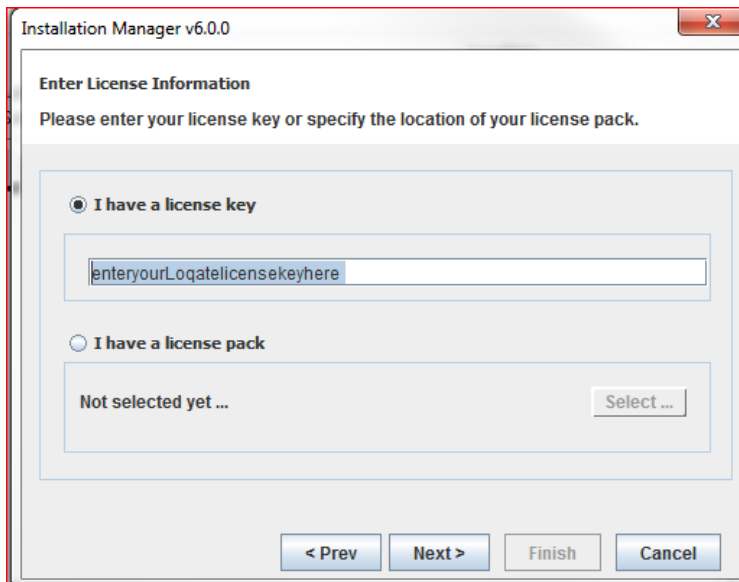 Installation Manager v6.0.0
Enter License Information
Please enter your license key or specify the location of your license pack.
I have a license key
enteryourLoqatelicensekeyhere
I have a license pack
Not selected yet ...
Select ...
< Prev
Next >
Finish
Cancel